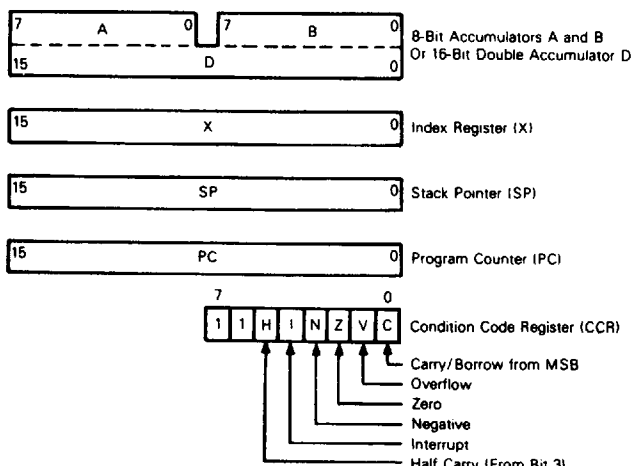 7 A 0 7 B 0
8-Bit Accumulators A and B
15 D 0
Or 16-Bit Double Accumulator D
15 X 0 Index Register (X)
15 SP 0 Stack Pointer (SP)
15 PC 0 Program Counter (PC)
7 0
1 1 H I N Z V C Condition Code Register (CCR)
Carry/Borrow from MSB
Overflow
Zero
Negative
Interrupt
Half Carry (From Bit 3)